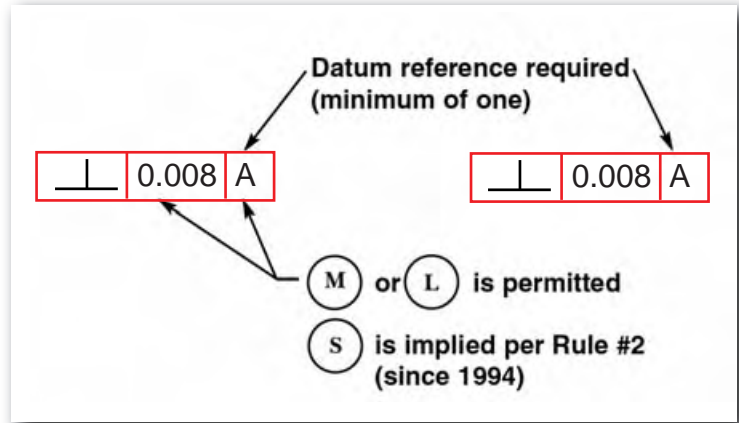 Datum reference required
(minimum of one)
⊥ 0.008 A
⊥ 0.008 A
M or L is permitted
S is implied per Rule #2
(since 1994)